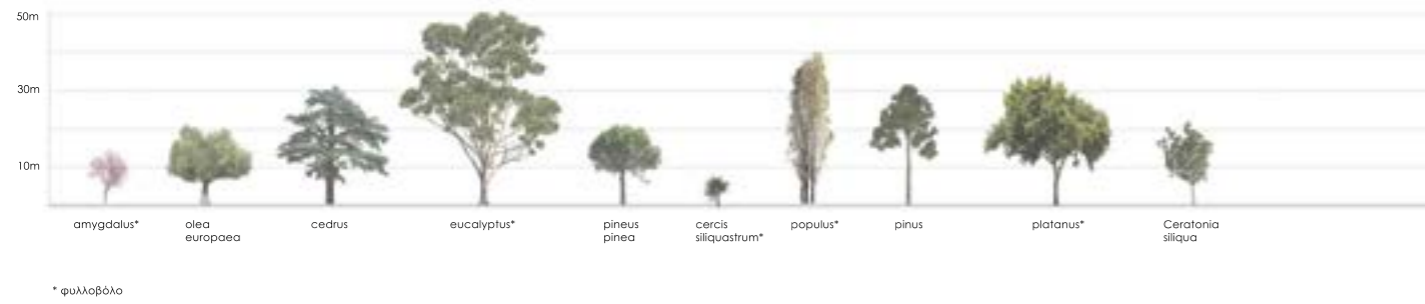 50m
30m
10m
amygdalus*
olea
europaea
cedrus
eucalyptus*
pineus
pinea
cercis
siliquastrum*
populus*
pinus
platanus*
Ceratonia
siliqua
* φυλλοβόλο